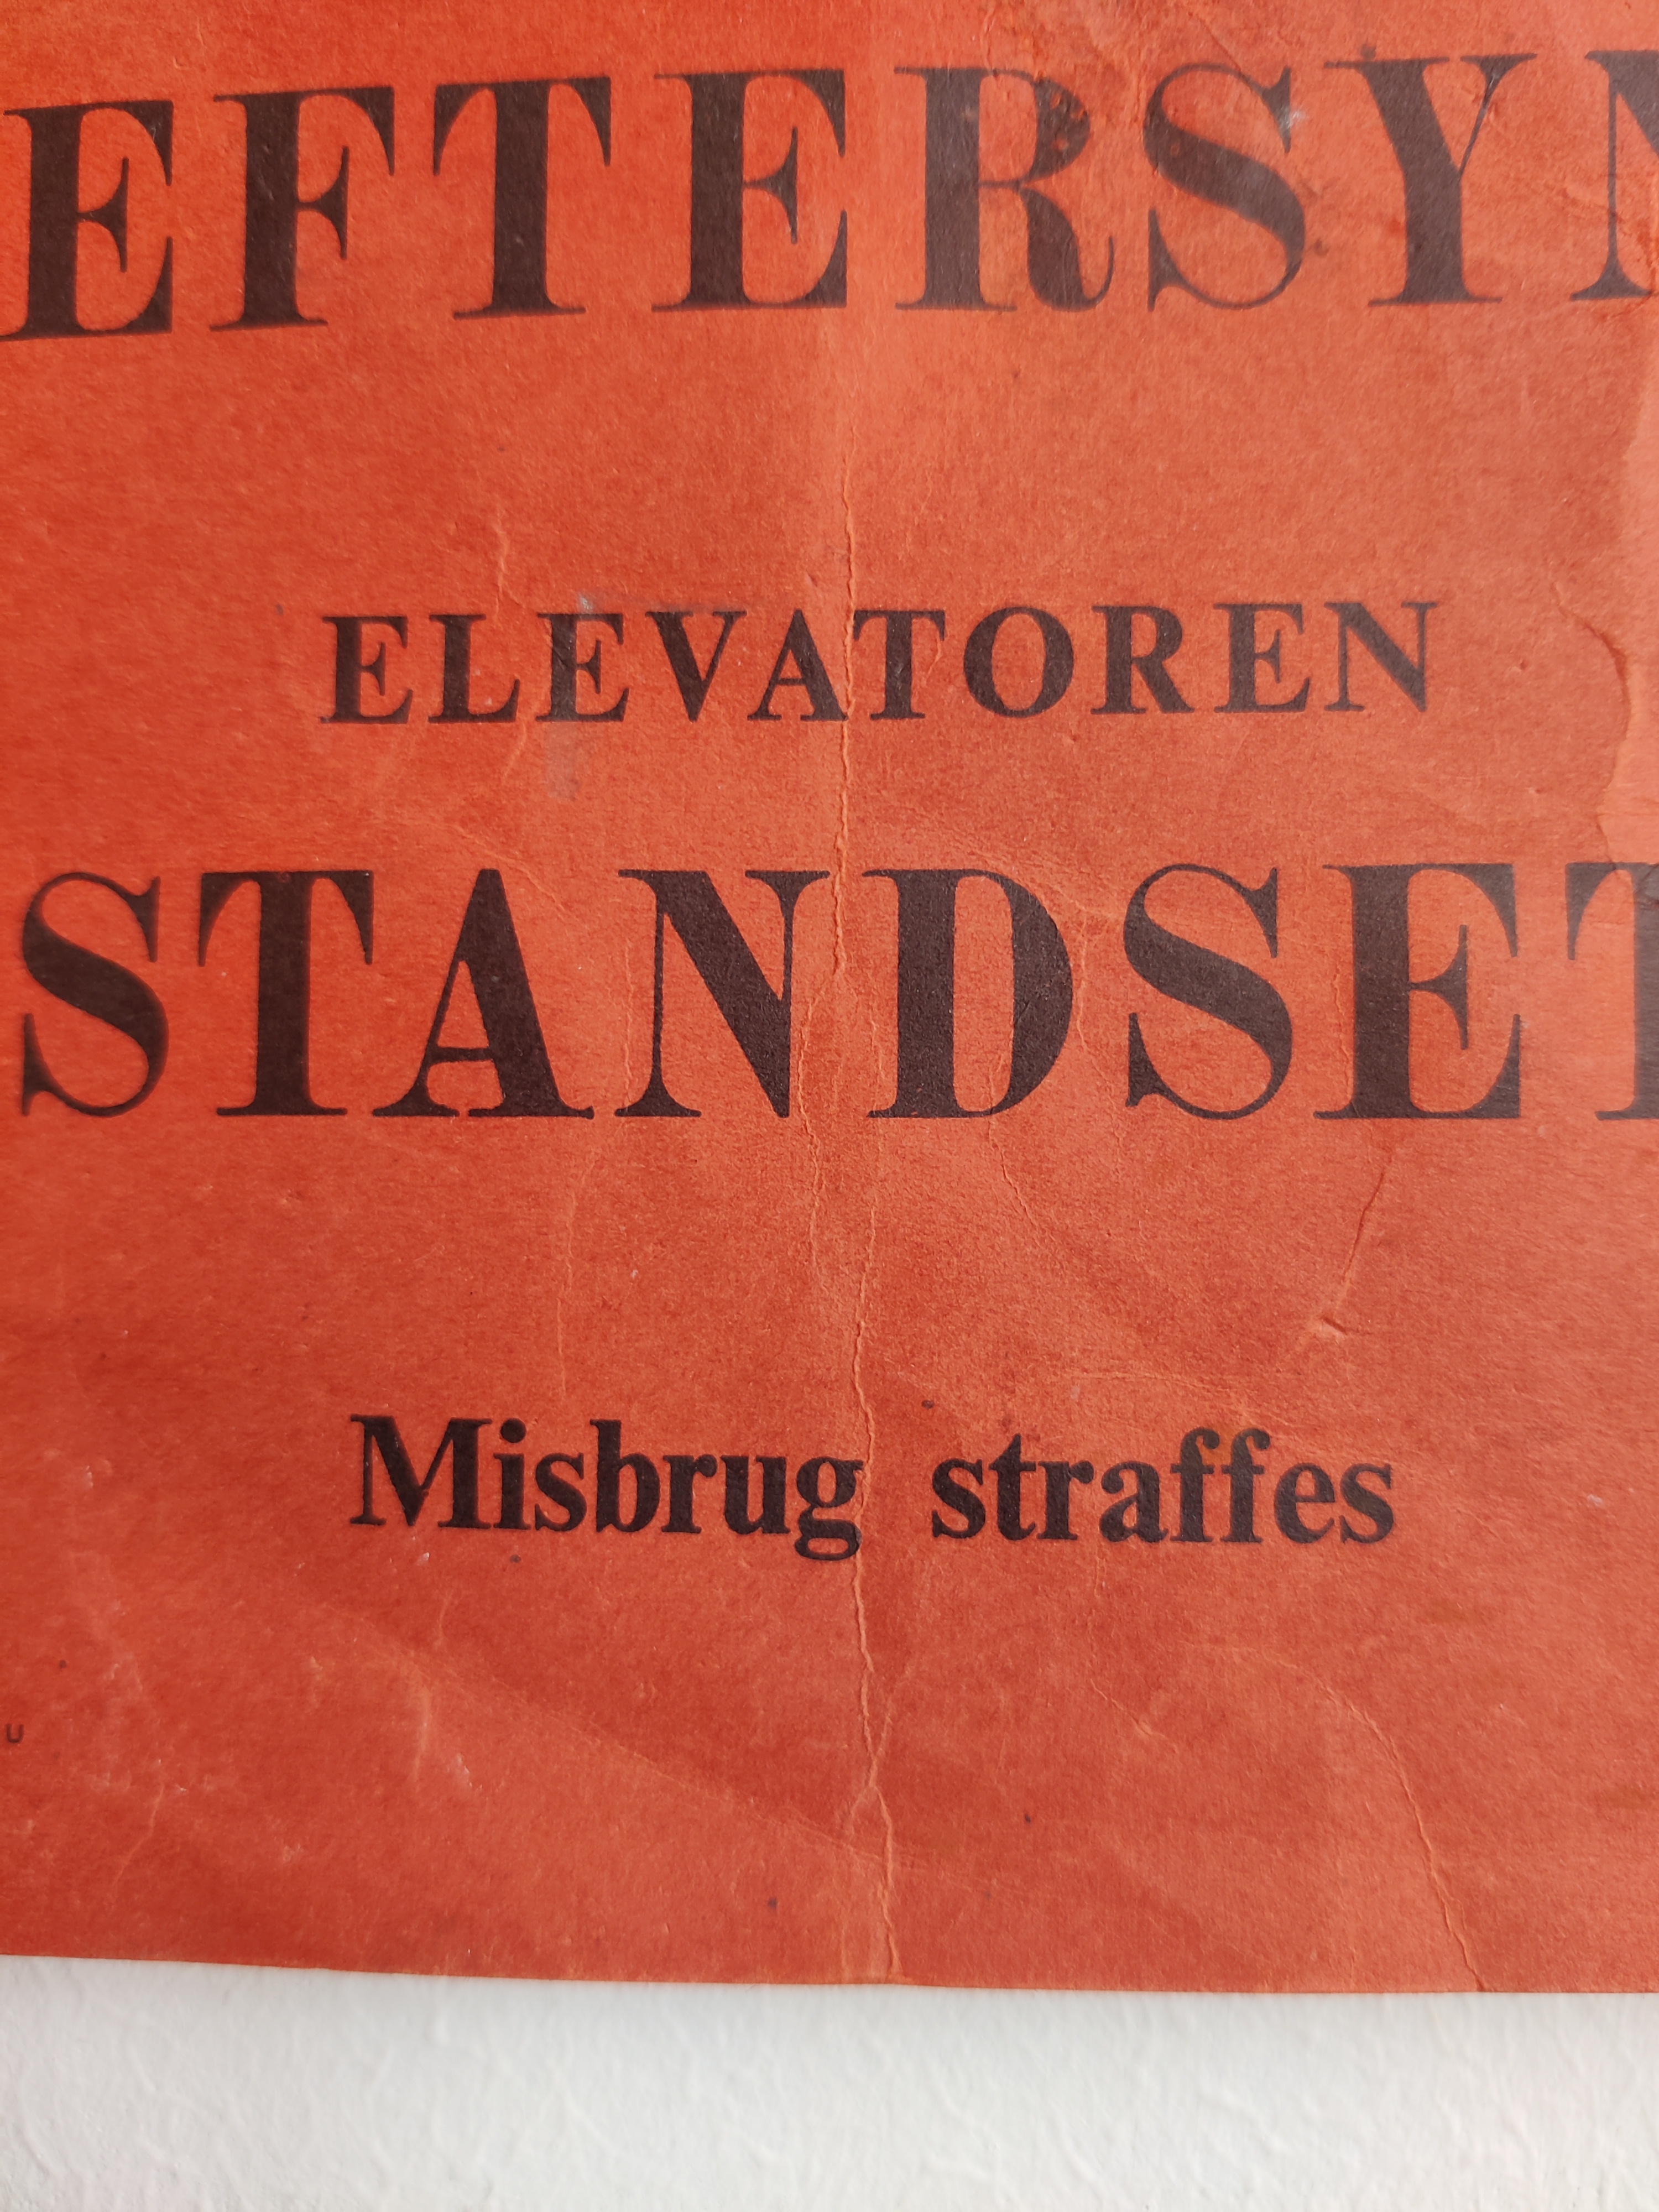 EFTERSYN
ELEVATOREN
STANDSET
Misbrug straffes
U